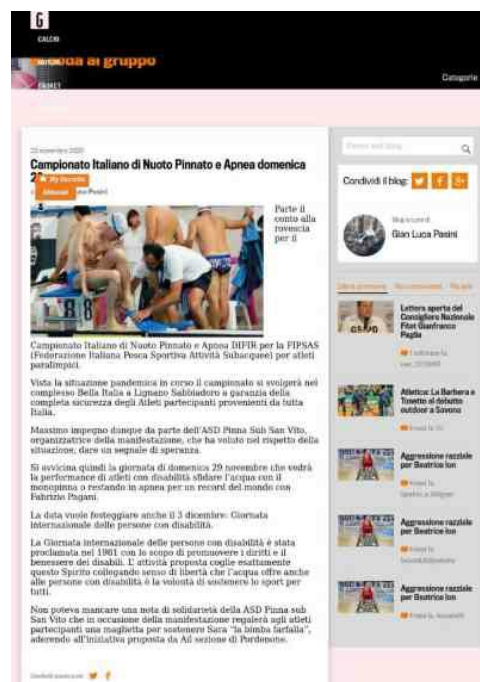 G
CALCIO
da al gruppo
BASKET
Categorie
22 novembre 2020
Campionato Italiano di Nuoto Pinnato e Apnea domenica
2
Pasini
Parte il
conto alla
rovescia
per il
Campionato Italiano di Nuoto Pinnato e Apnea DIFIR per la FIPSAS
(Federazione Italiana Pesca Sportiva Attività Subacquee) per atleti
paralimpici.
Vista la situazione pandemica in corso il campionato si svolgerà nel
complesso Bella Italia a Lignano Sabbiadoro a garanzia della
completa sicurezza degli Atleti partecipanti provenienti da tutta
Italia.
Massimo impegno dunque da parte dell'ASD Pinna Sub San Vito,
organizzatrice della manifestazione, che ha voluto nel rispetto della
situazione, dare un segnale di speranza.
Si avvicina quindi la giornata di domenica 29 novembre che vedrà
la performance di atleti con disabilità sfidare l'acqua con il
monopinna o restando in apnea per un record del mondo con
Fabrizio Pagani.
La data vuole festeggiare anche il 3 dicembre: Giornata
internazionale delle persone con disabilità.
La Giornata internazionale delle persone con disabilità è stata
proclamata nel 1981 con lo scopo di promuovere i diritti e il
benessere dei disabili. L' attività proposta coglie esattamente
questo Spirito collegando senso di libertà che l'acqua offre anche
alle persone con disabilità e la volontà di sostenere lo sport per
tutti.
Non poteva mancare una nota di solidarietà della ASD Pinna sub
San Vito che in occasione della manifestazione regalerà agli atleti
partecipanti una maglietta per sostenere Sara "la bimba farfalla",
aderendo all'iniziativa proposta da Ail sezione di Pordenone.
Condividi il blog:
Gian Luca Pasini
Lettera aperta del
Consigliere Nazionale
Fitet Gianfranco
Paglia
Atletica: La Barbera e
Tonetto al debutto
outdoor a Savona
Aggressione razziale
per Beatrice Ion
Aggressione razziale
per Beatrice Ion
Aggressione razziale
per Beatrice Ion